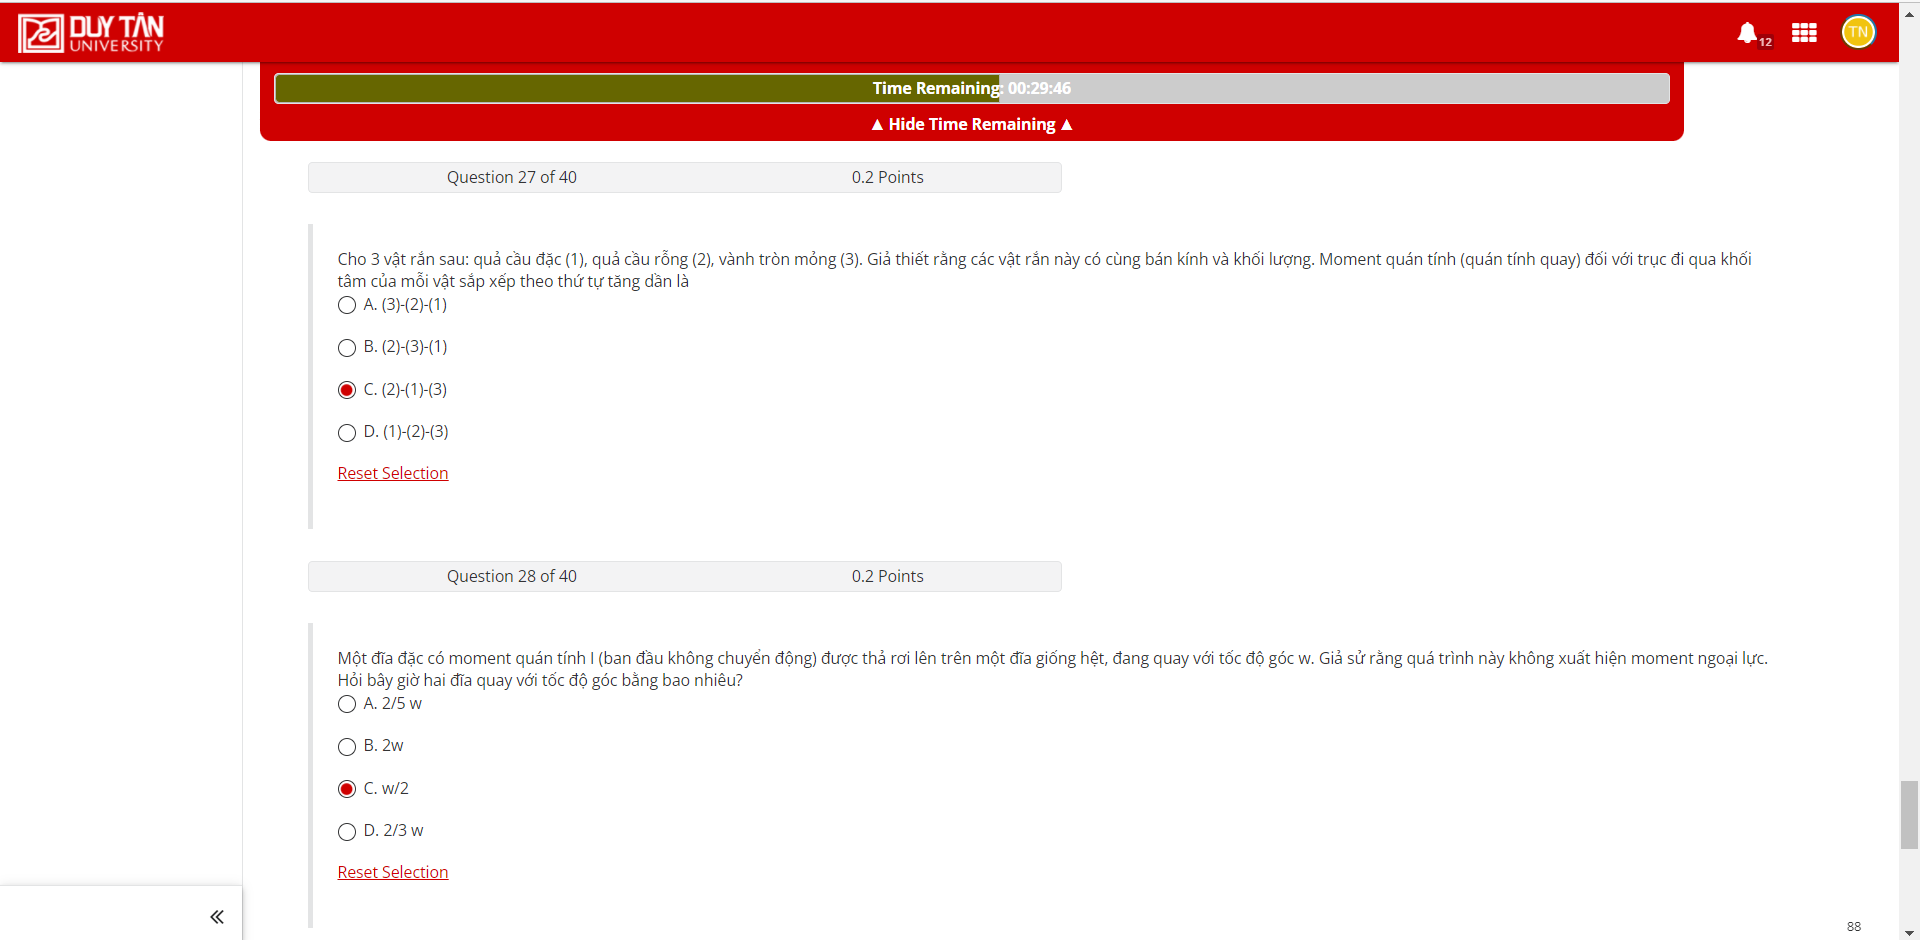 DUY TÂN
UNIVERSITY
12
TN
Time Remaining: 00:29:46
▲ Hide Time Remaining ▲
Question 27 of 40 0.2 Points
Cho 3 vật rắn sau: quả cầu đặc (1), quả cầu rỗng (2), vành tròn mỏng (3). Giả thiết rằng các vật rắn này có cùng bán kính và khối lượng. Moment quán tính (quán tính quay) đối với trục đi qua khối
tâm của mỗi vật sắp xếp theo thứ tự tăng dần là
A. (3)-(2)-(1)
B. (2)-(3)-(1)
C. (2)-(1)-(3)
D. (1)-(2)-(3)
Reset Selection
Question 28 of 40 0.2 Points
Một đĩa đặc có moment quán tính I (ban đầu không chuyển động) được thả rơi lên trên một đĩa giống hệt, đang quay với tốc độ góc w. Giả sử rằng quá trình này không xuất hiện moment ngoại lực.
Hỏi bây giờ hai đĩa quay với tốc độ góc bằng bao nhiêu?
A. 2/5 w
B. 2w
C. w/2
D. 2/3 w
Reset Selection
88